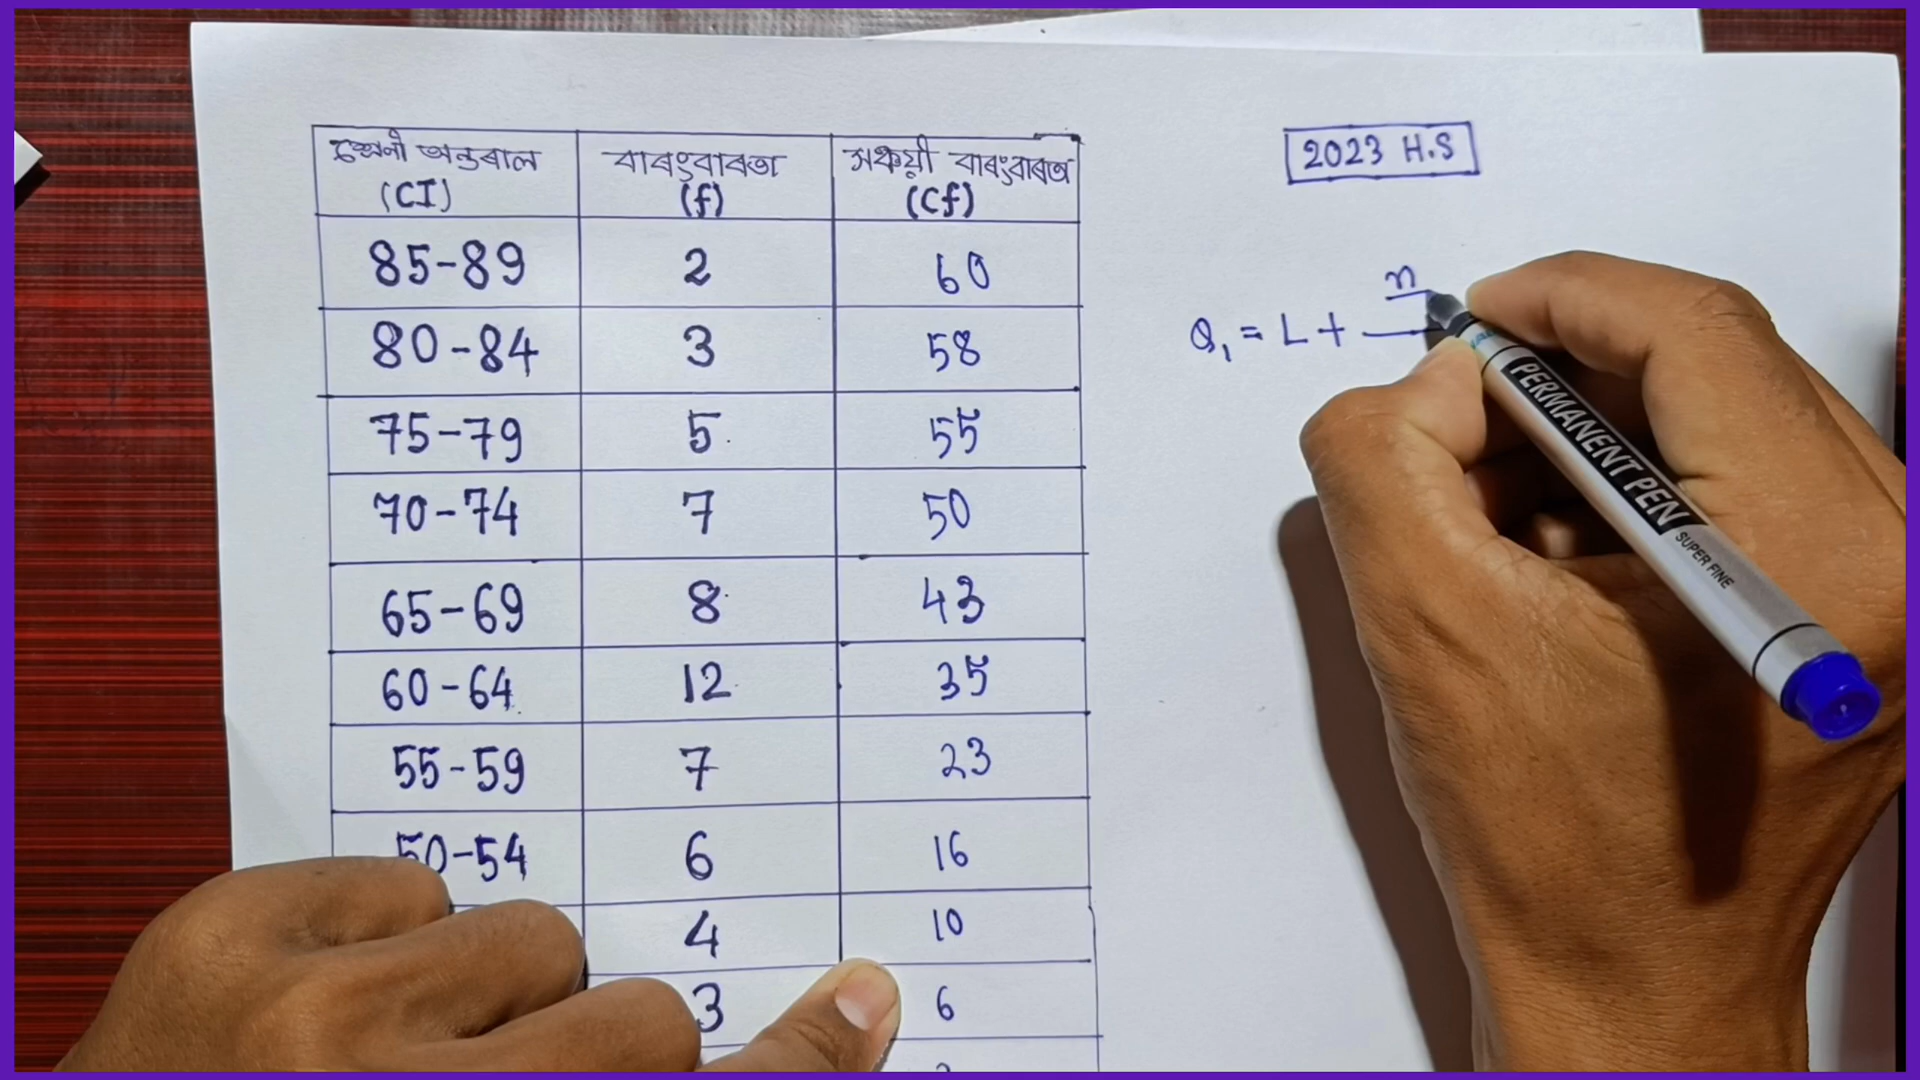 শ্রেণী অন্তৰাল (CI) বাৰংবাৰতা (f) সঞ্চয়ী বাৰংবাৰতা (Cf)
85-89 2 60
80-84 3 58
75-79 5 55
70-74 7 50
65-69 8 43
60-64 12 35
55-59 7 23
50-54 6 16
4 10
3 6
2023 H.S
n
Q₁ = L +
PERMANENT PEN
SUPER FINE